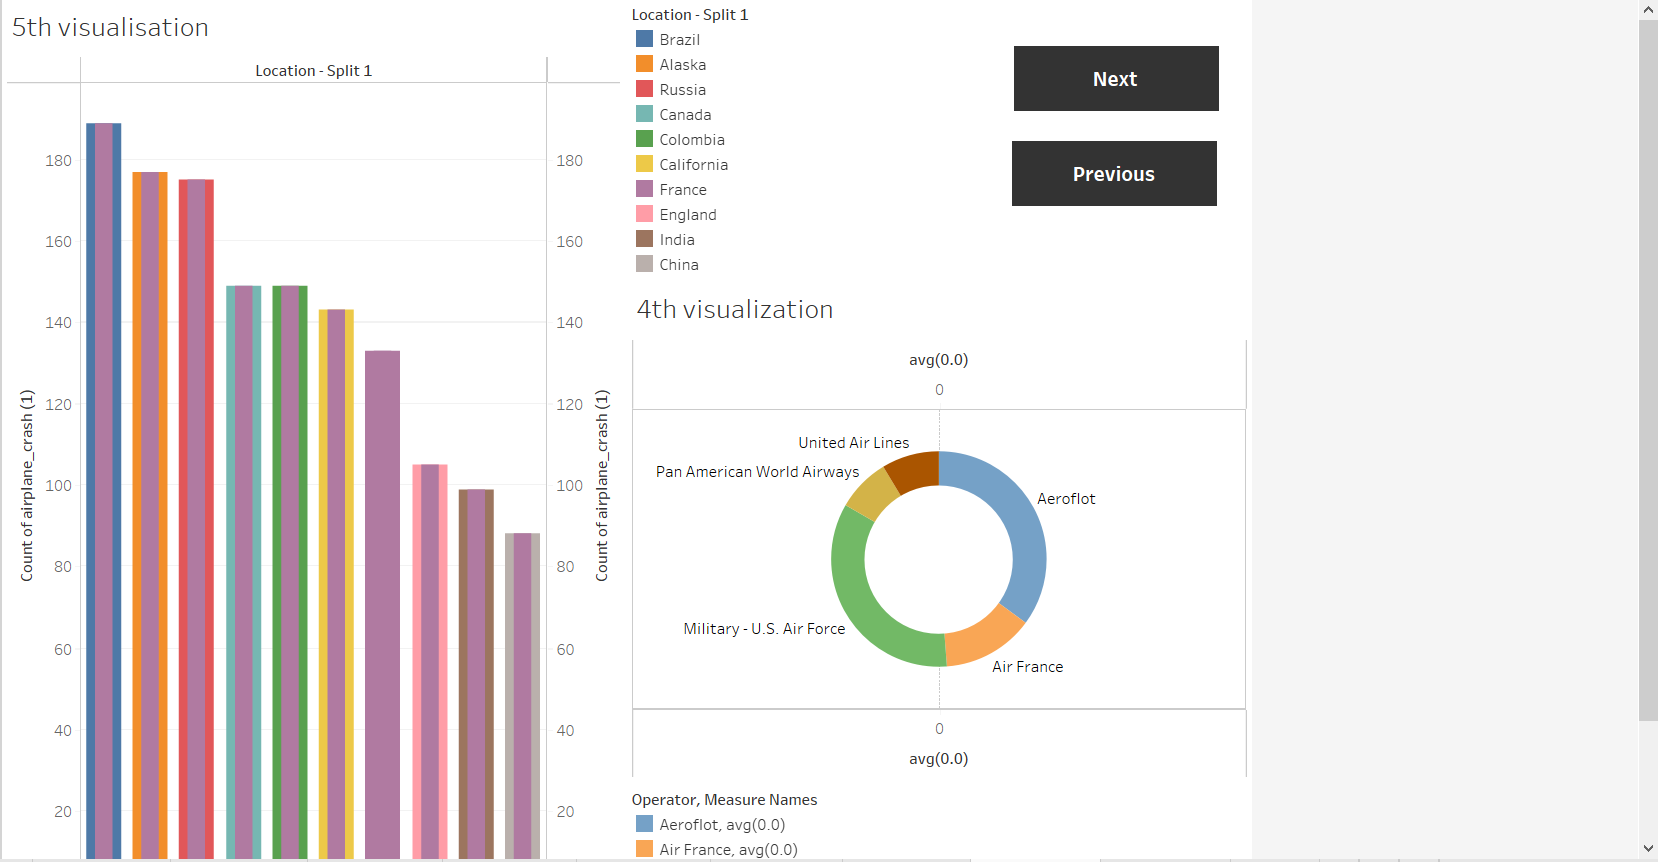 5th visualisation
Location - Split 1
180
160
140
120
100
80
60
40
20
Count of airplane_crash (1)
180
160
140
120
100
80
60
40
20
Count of airplane_crash (1)
Location - Split 1
Brazil
Alaska
Russia
Canada
Colombia
California
France
England
India
China
Next
Previous
4th visualization
avg(0.0)
0
United Air Lines
Pan American World Airways
Aeroflot
Military - U.S. Air Force
Air France
0
avg(0.0)
Operator, Measure Names
Aeroflot, avg(0.0)
Air France, avg(0.0)